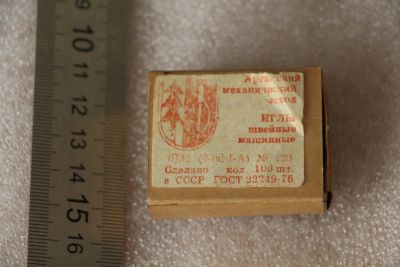 10
11
12
13
14
15
16
Артинский
механический
завод
ИГЛЫ
швейные
машинные
№
Сделано кол. 100 шт.
в СССР ГОСТ 22249-76